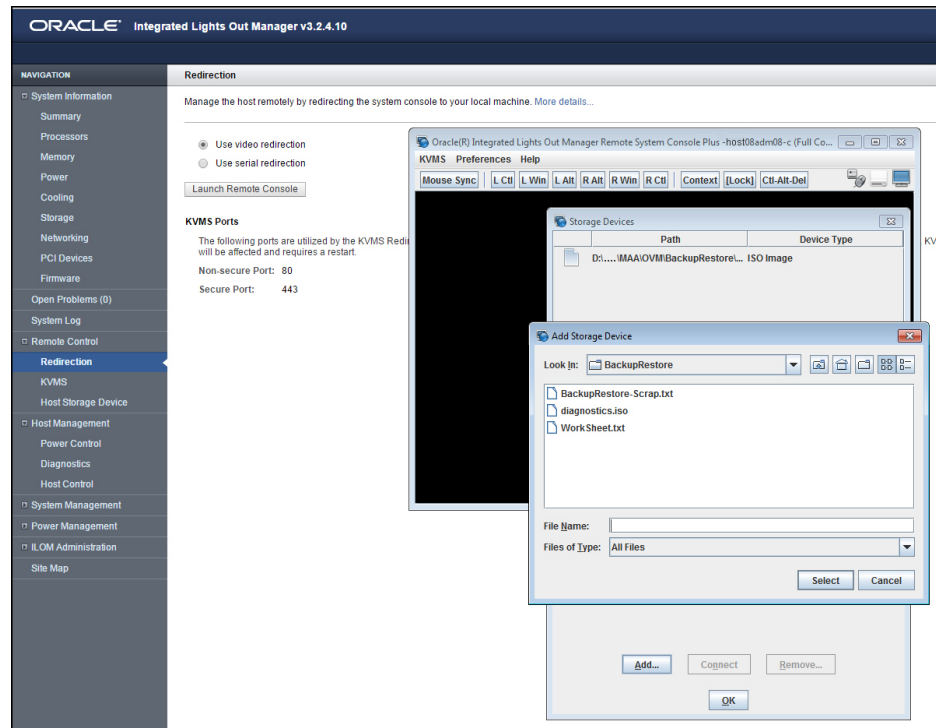 ORACLE® Integrated Lights Out Manager v3.2.4.10
NAVIGATION
System Information
Summary
Processors
Memory
Power
Cooling
Storage
Networking
PCI Devices
Firmware
Open Problems (0)
System Log
Remote Control
Redirection
KVMS
Host Storage Device
Host Management
Power Control
Diagnostics
Host Control
System Management
Power Management
ILOM Administration
Site Map
Redirection
Manage the host remotely by redirecting the system console to your local machine. More details...
Use video redirection
Use serial redirection
Launch Remote Console
KVMS Ports
The following ports are utilized by the KVMS Redi
KV
will be affected and requires a restart.
Non-secure Port: 80
Secure Port: 443
Oracle(R) Integrated Lights Out Manager Remote System Console Plus -host08adm08-c (Full Co...
KVMS Preferences Help
Mouse Sync L Ctl L Win L Alt R Alt R Win R Ctl Context [Lock] Ctl-Alt-Del
Storage Devices
Path Device Type
D:\....\MAA\OVM\BackupRestore\... ISO Image
Add Storage Device
Look In: BackupRestore
BackupRestore-Scrap.txt
diagnostics.iso
WorkSheet.txt
File Name:
Files of Type: All Files
Select Cancel
Add... Connect Remove...
OK